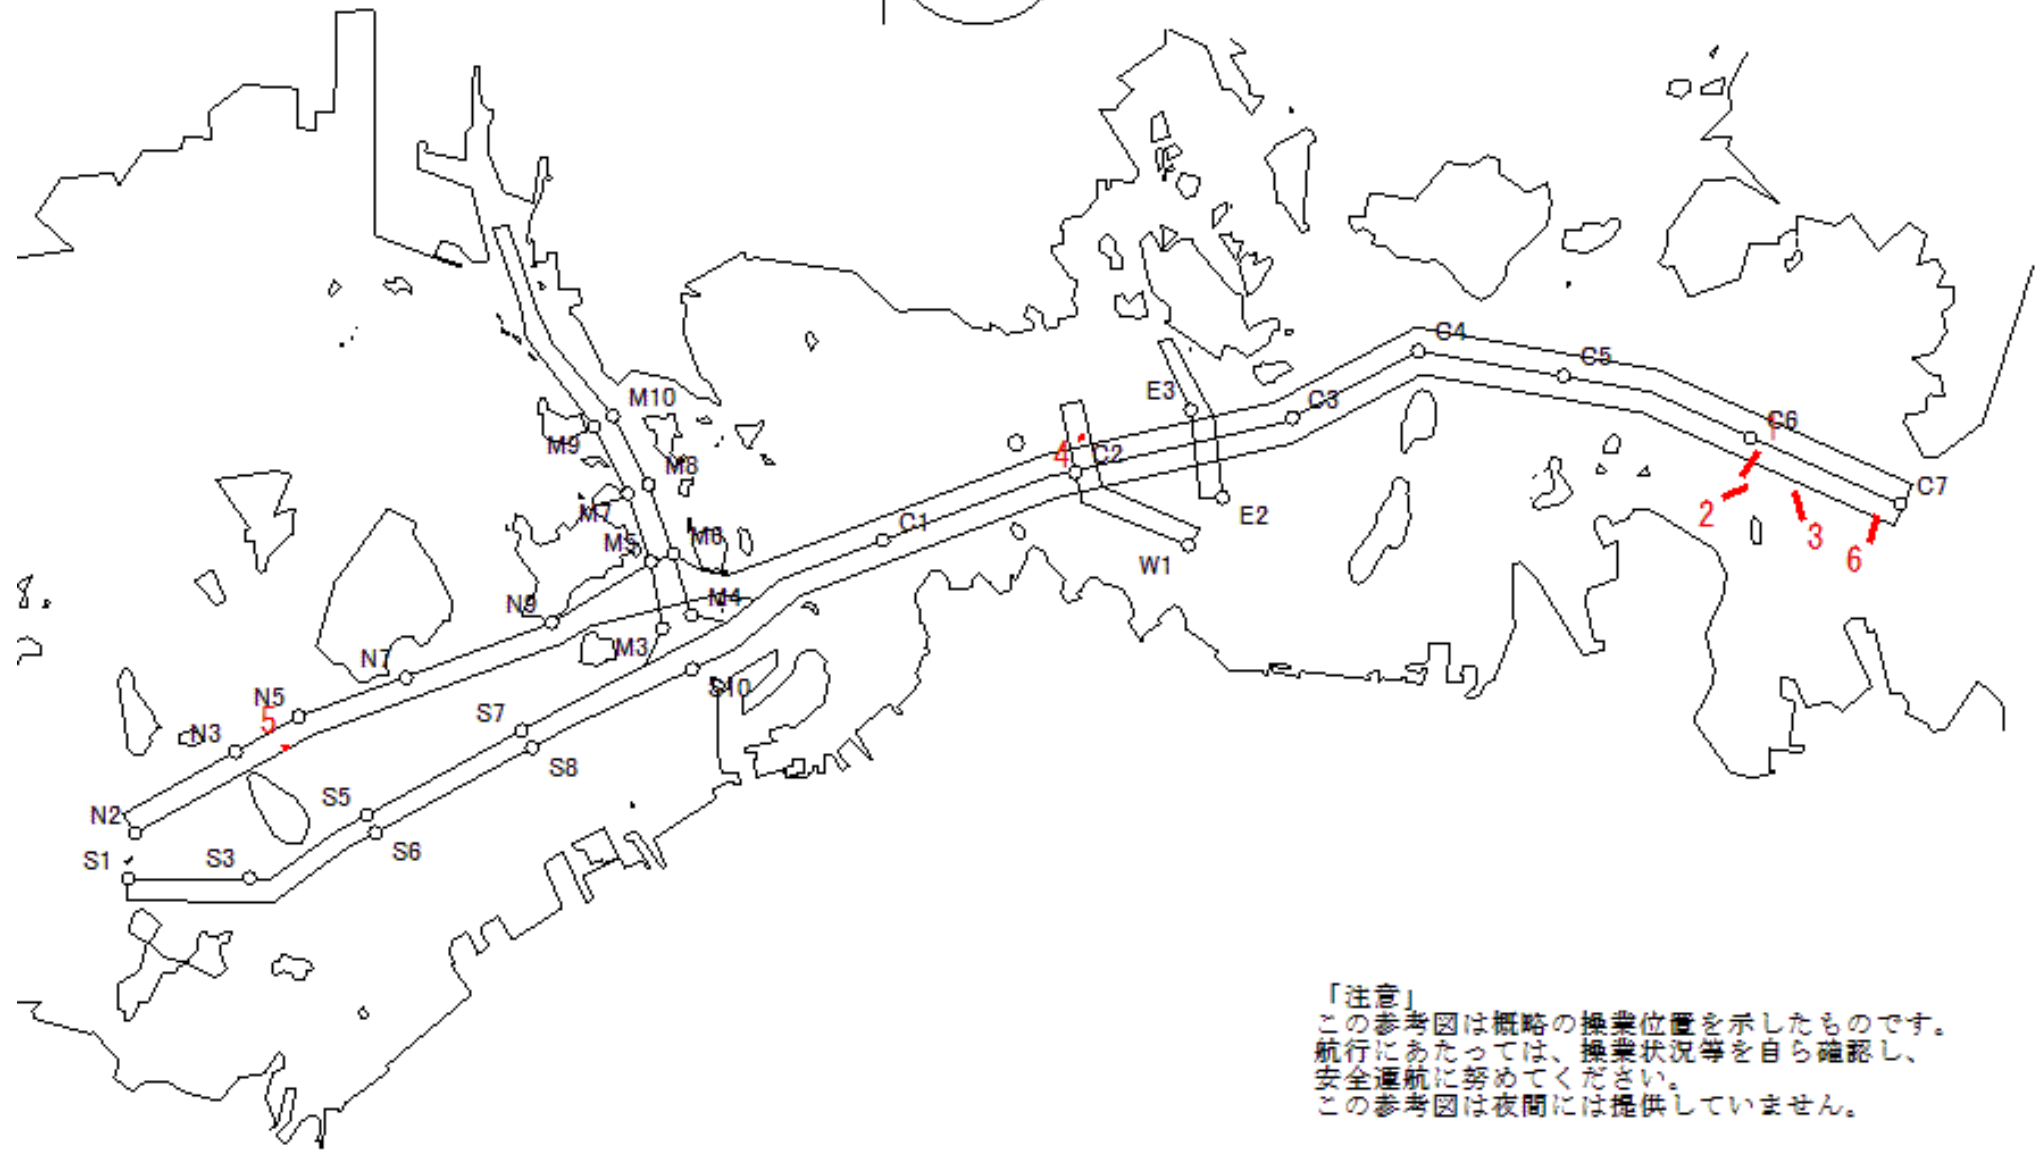 C4
C5
E3
M10
C3
C6
1
M9
4
C2
M8
C7
M7
2
E2
C1
3
M5
M6
6
W1
N9
M4
M3
N7
S10
N5
5
S7
N3
S8
S5
N2
S6
S1
S3
「注意」
この参考図は概略の操業位置を示したものです。
航行にあたっては、操業状況等を自ら確認し、
安全運航に努めてください。
この参考図は夜間には提供していません。